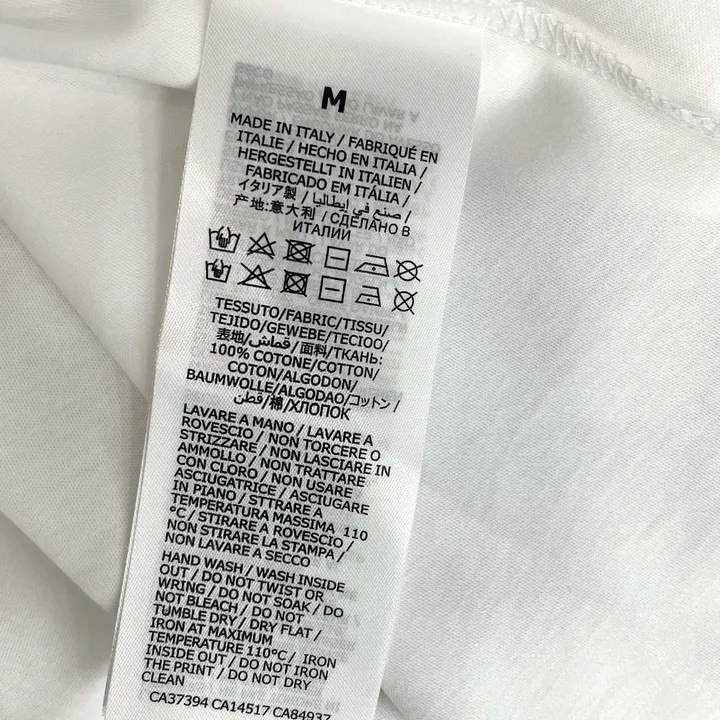 M
MADE IN ITALY / FABRIQUÉ EN
ITALIE / HECHO EN ITALIA /
HERGESTELLT IN ITALIEN /
FABRICADO EM ITÁLIA /
イタリア製 / صنع في إيطاليا /
产地:意大利 / СДЕЛАНО В
ИТАЛИИ
TESSUTO/FABRIC/TISSU/
TEJIDO/GEWEBE/TECIOO/
表地/قماش/面料/ТКАНЬ:
100% COTONE/COTTON/
COTON/ALGODON/
BAUMWOLLE/ALGODAO/コットン/
قطن/棉/ХЛОПОК
LAVARE A MANO / LAVARE A
ROVESCIO / NON TORCERE O
STRIZZARE / NON LASCIARE IN
AMMOLLO / NON TRATTARE
CON CLORO / NON USARE
ASCIUGATRICE / ASCIUGARE
IN PIANO / STTRARE A
TEMPERATURA MASSIMA 110
°C / STIRARE A ROVESCIO /
NON STIRARE LA STAMPA /
NON LAVARE A SECCO
HAND WASH / WASH INSIDE
OUT / DO NOT TWIST OR
WRING / DO NOT SOAK / DO
NOT BLEACH / DO NOT
TUMBLE DRY / DRY FLAT /
IRON AT MAXIMUM
TEMPERATURE 110°C / IRON
INSIDE OUT / DO NOT IRON
THE PRINT / DO NOT DRY
CLEAN
CA37394 CA14517 CA84937